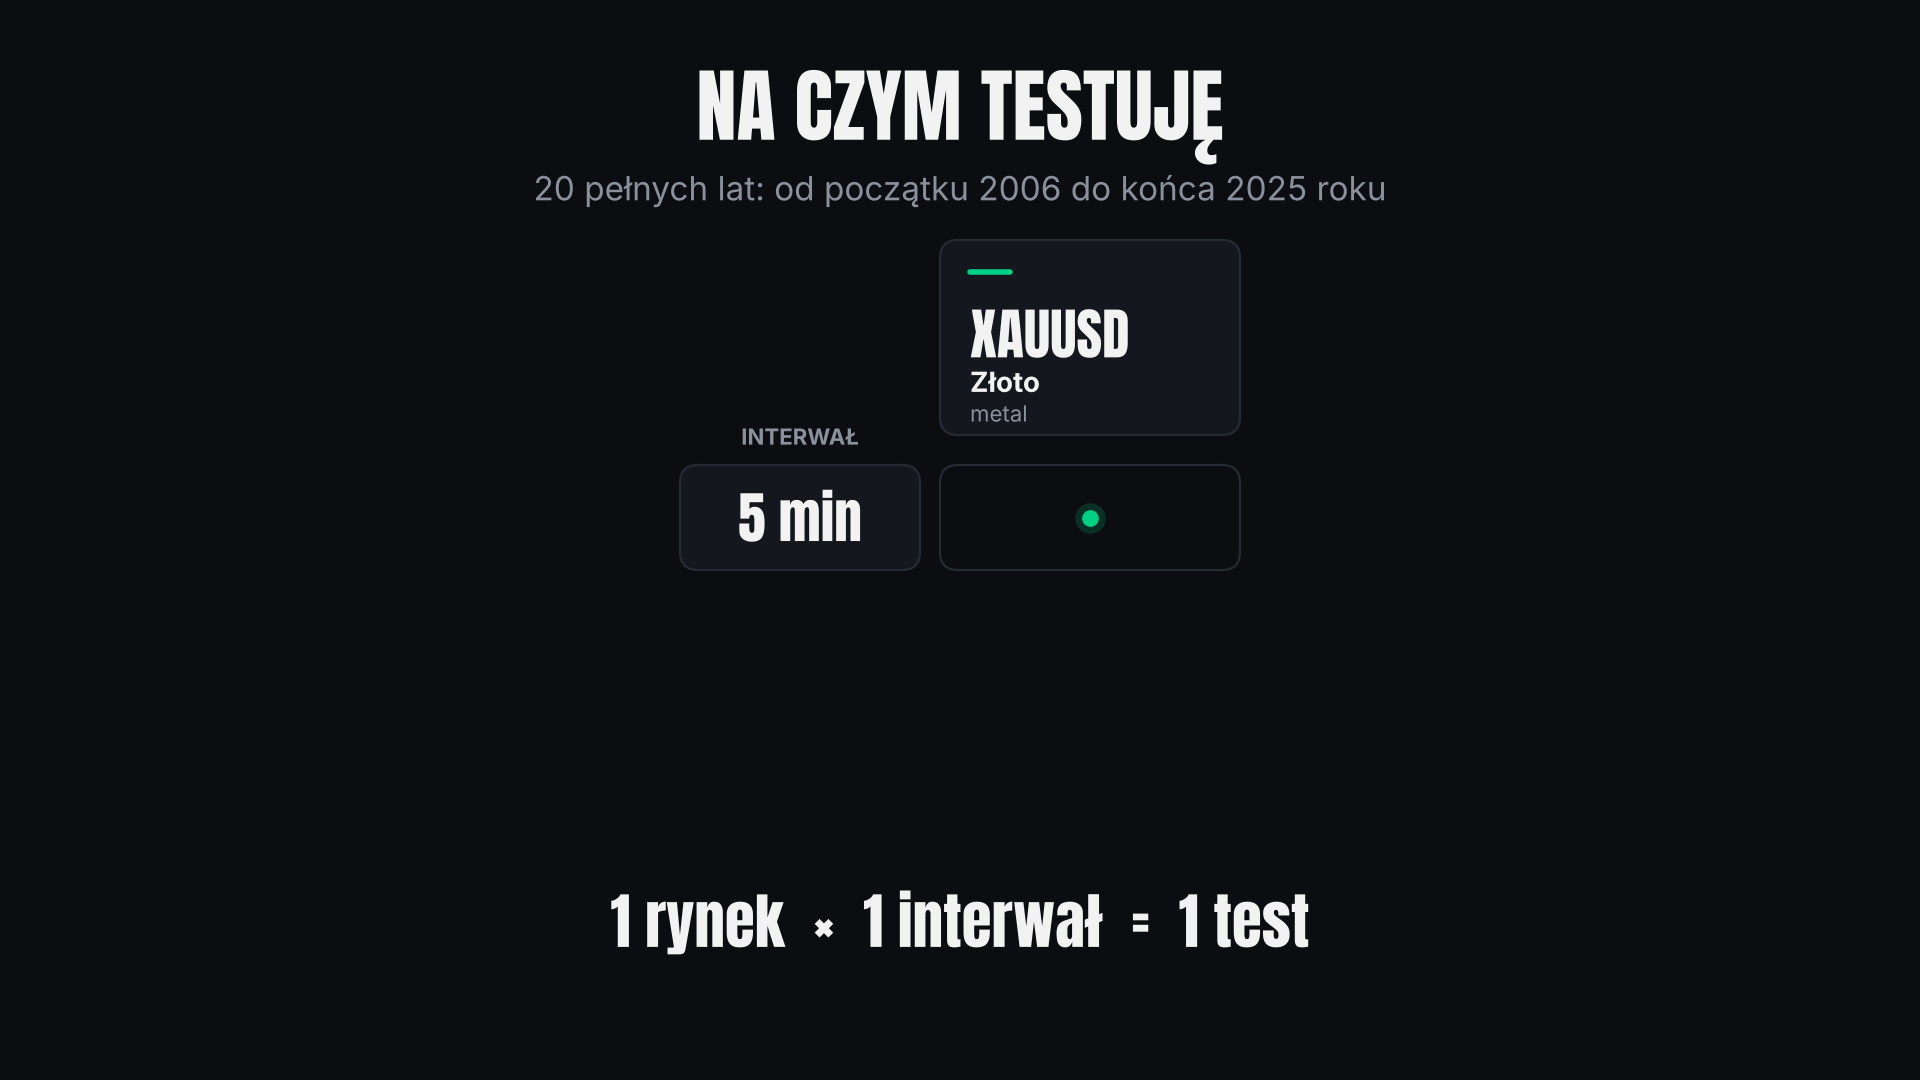 NA CZYM TESTUJĘ
20 pełnych lat: od początku 2006 do końca 2025 roku
XAUUSD
Złoto
metal
INTERWAŁ
5 min
1 rynek × 1 interwał = 1 test